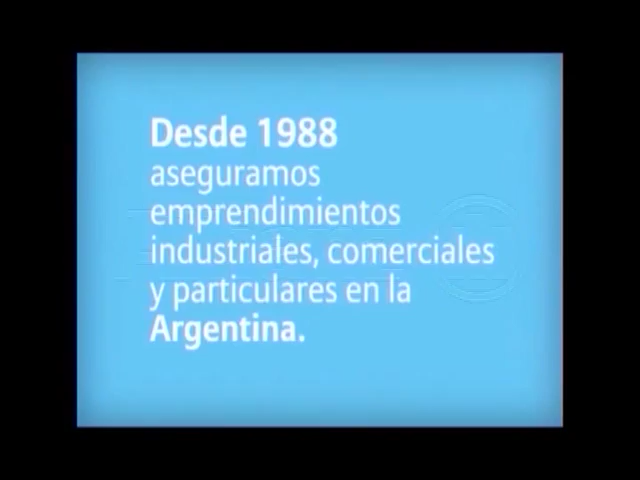 Desde 1988
aseguramos
emprendimientos
industriales, comerciales
y particulares en la
Argentina.